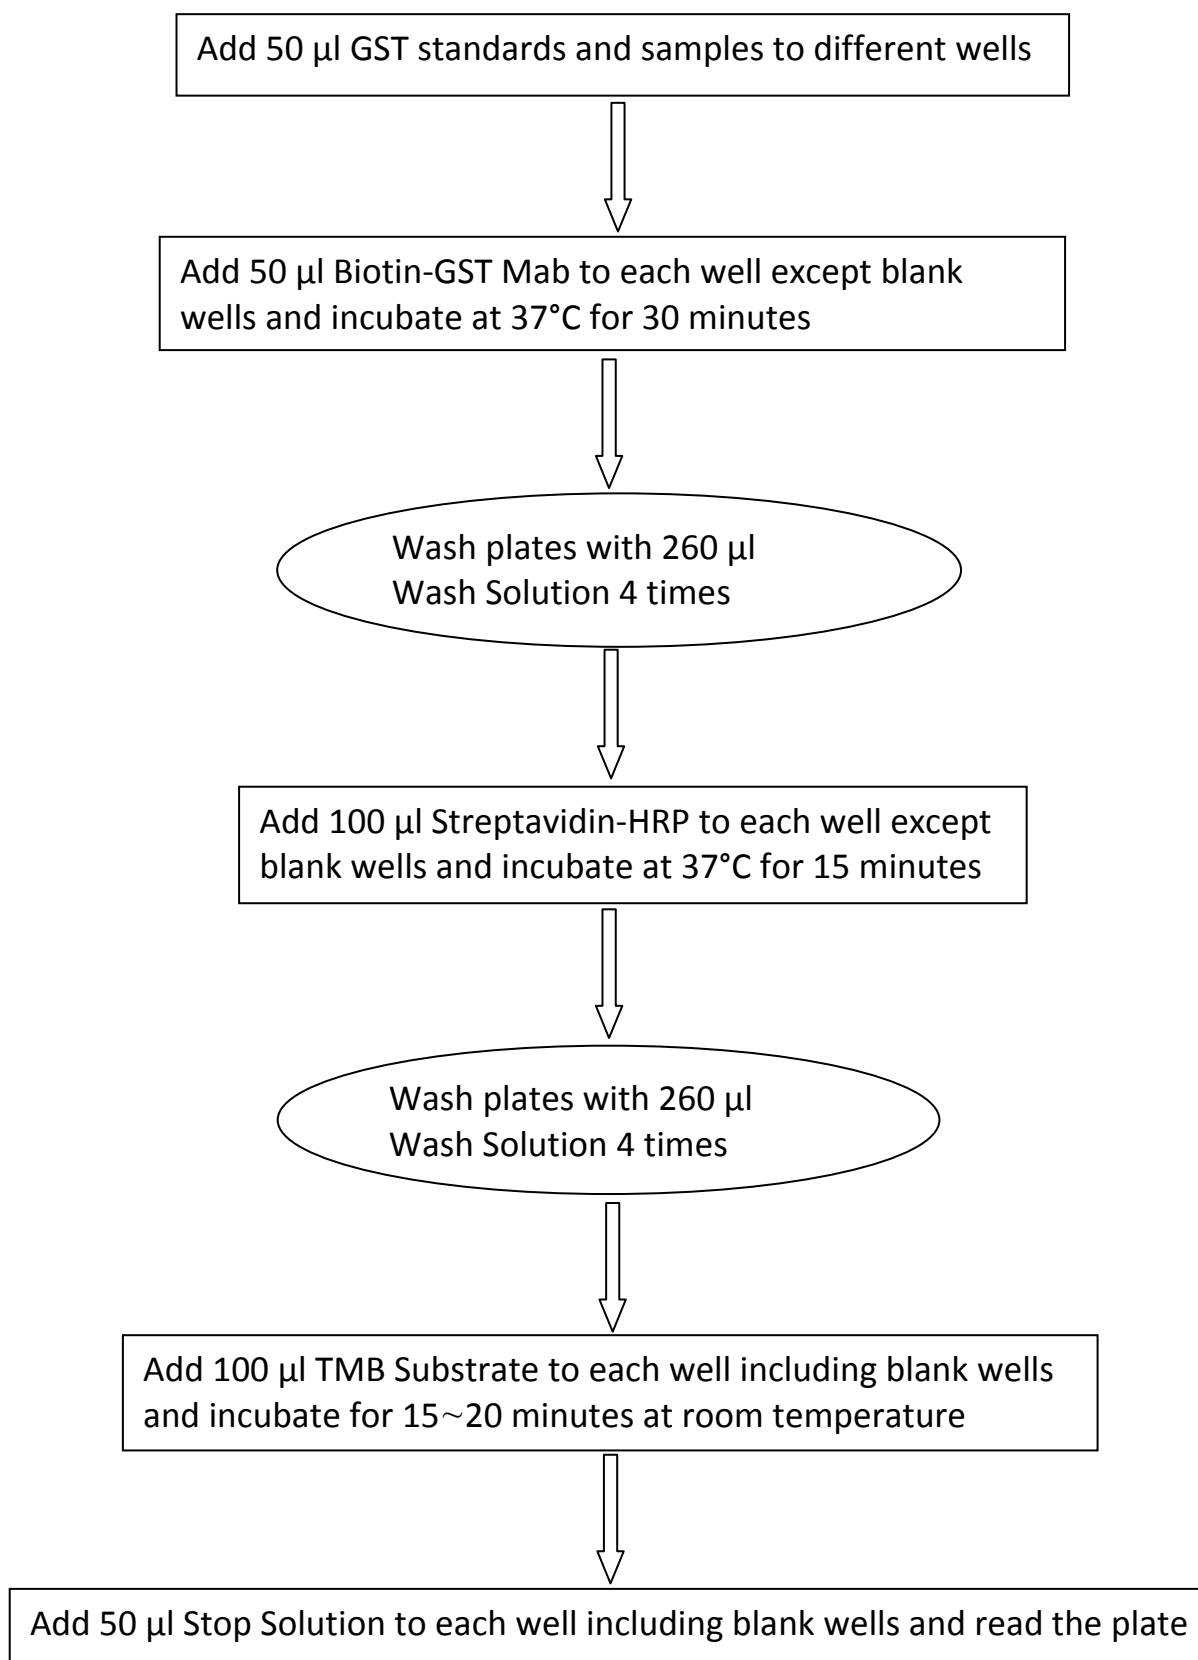 Add 50 µl GST standards and samples to different wells
Add 50 µl Biotin-GST Mab to each well except blank
wells and incubate at 37°C for 30 minutes
Wash plates with 260 µl
Wash Solution 4 times
Add 100 µl Streptavidin-HRP to each well except
blank wells and incubate at 37°C for 15 minutes
Wash plates with 260 µl
Wash Solution 4 times
Add 100 µl TMB Substrate to each well including blank wells
and incubate for 15~20 minutes at room temperature
Add 50 µl Stop Solution to each well including blank wells and read the plate